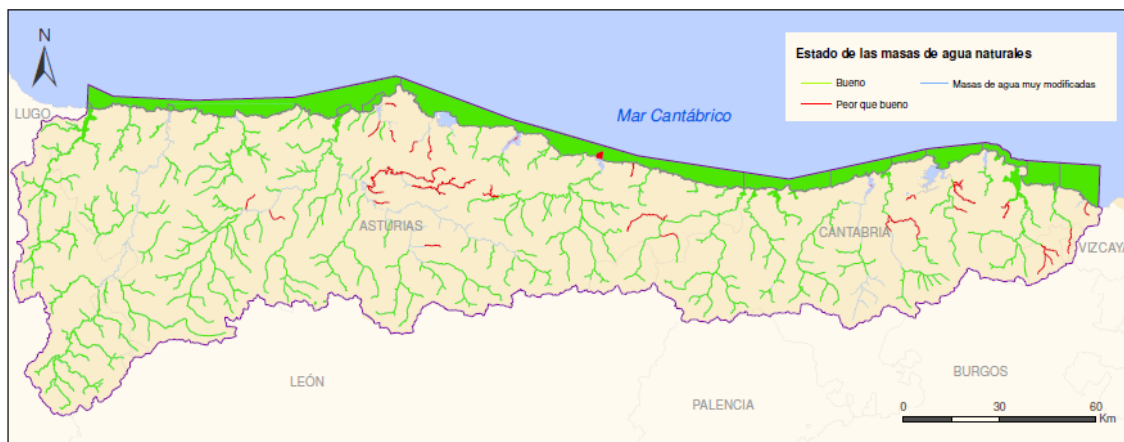 N
Estado de las masas de agua naturales
Bueno
Masas de agua muy modificadas
Peor que bueno
LUGO
Mar Cantábrico
ASTURIAS
CANTABRIA
VIZCAYA
LEÓN
PALENCIA
BURGOS
0 30 60
Km